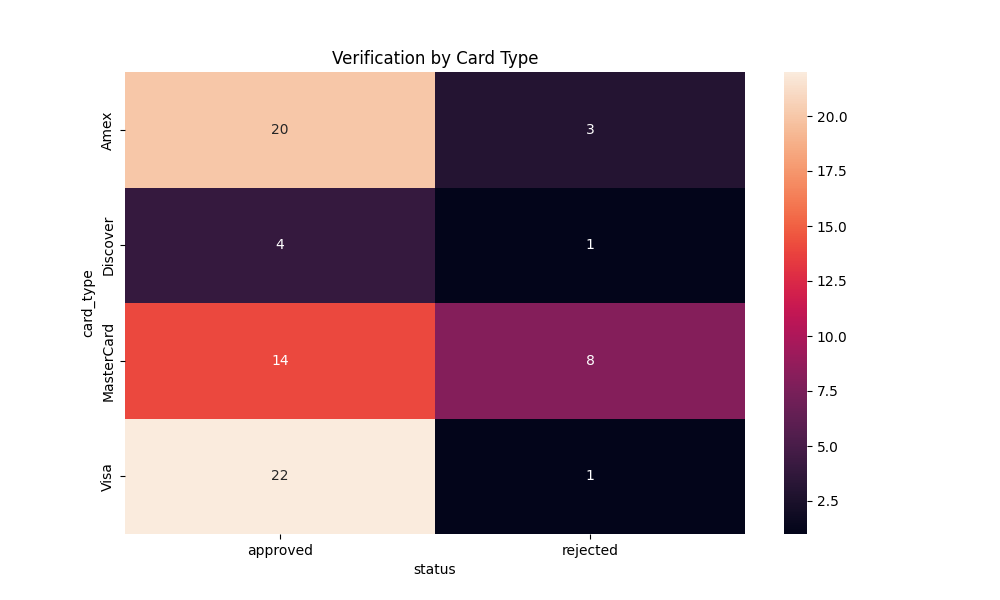 Verification by Card Type
card_type
Amex
20
3
Discover
4
1
MasterCard
14
8
Visa
22
1
approved
rejected
status
20.0
17.5
15.0
12.5
10.0
7.5
5.0
2.5